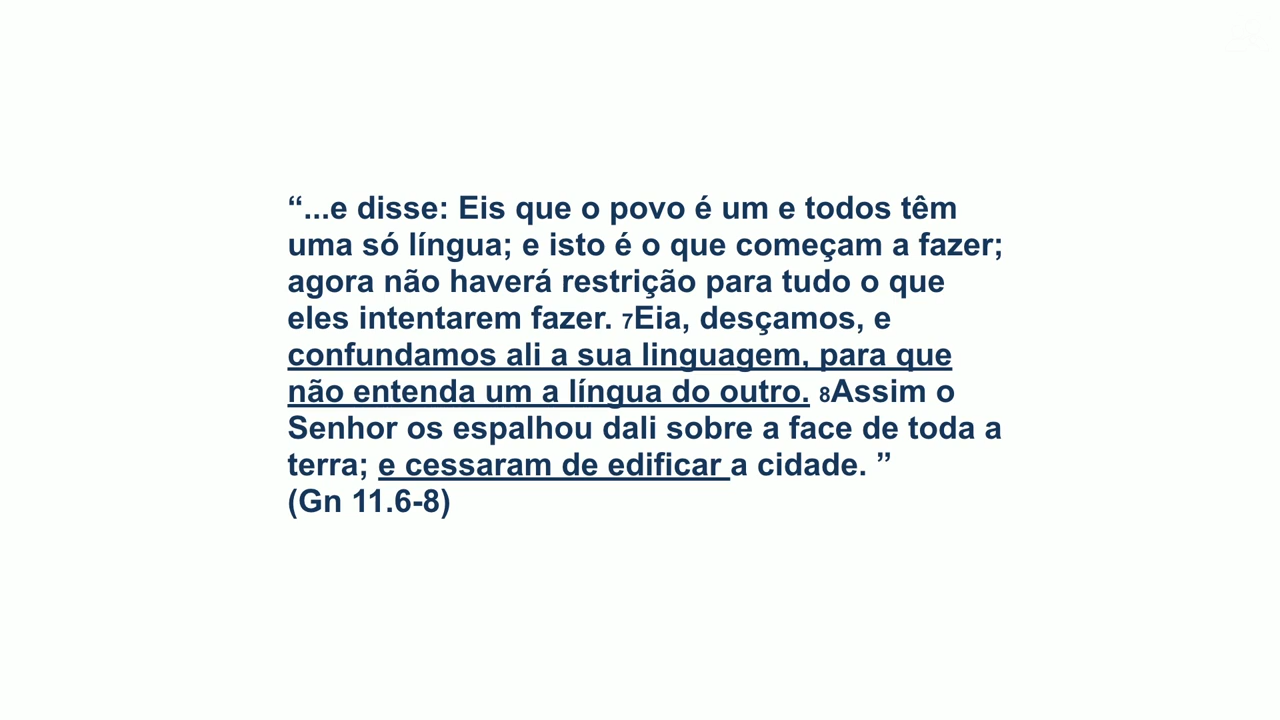 “...e disse: Eis que o povo é um e todos têm
uma só língua; e isto é o que começam a fazer;
agora não haverá restrição para tudo o que
eles intentarem fazer. 7Eia, desçamos, e
confundamos ali a sua linguagem, para que
não entenda um a língua do outro. 8Assim o
Senhor os espalhou dali sobre a face de toda a
terra; e cessaram de edificar a cidade. ”
(Gn 11.6-8)